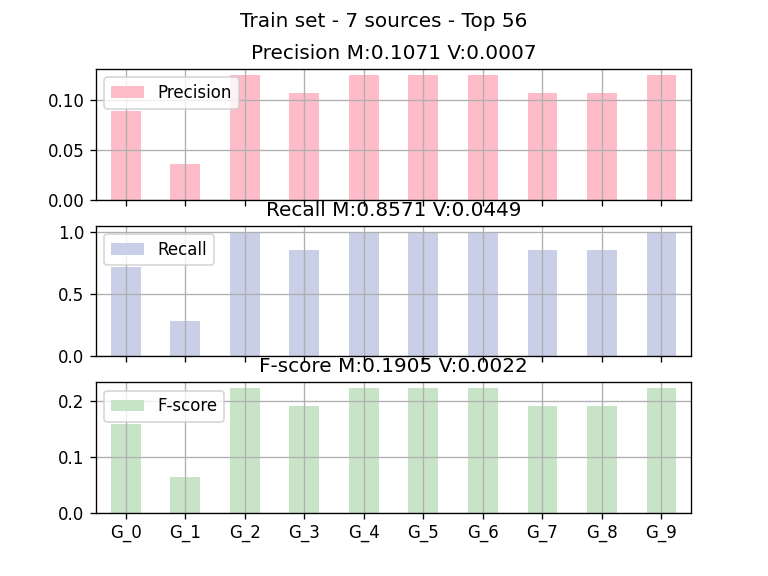 Train set - 7 sources - Top 56
Precision M:0.1071 V:0.0007
Precision
0.10
0.05
0.00
Recall M:0.8571 V:0.0449
Recall
1.0
0.5
0.0
F-score M:0.1905 V:0.0022
F-score
0.2
0.1
0.0
G_0 G_1 G_2 G_3 G_4 G_5 G_6 G_7 G_8 G_9